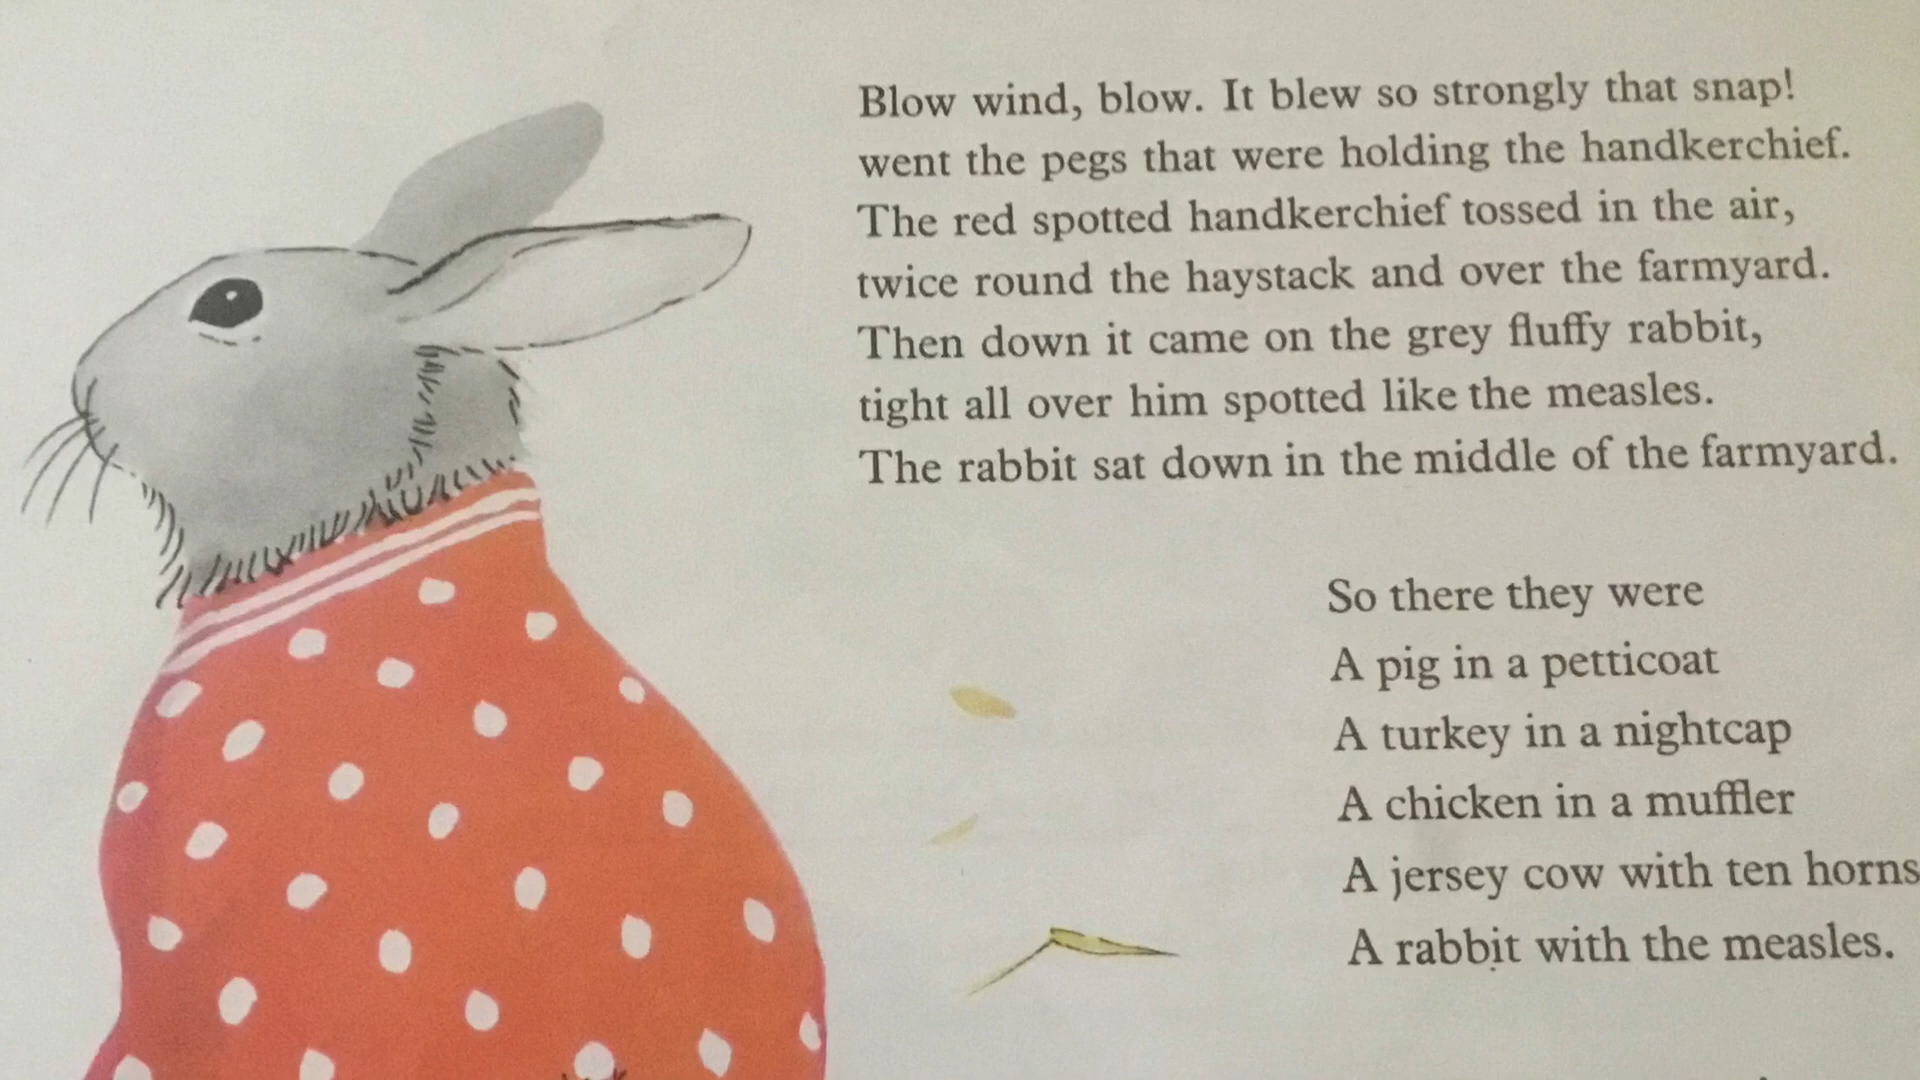 Blow wind, blow. It blew so strongly that snap!
went the pegs that were holding the handkerchief.
The red spotted handkerchief tossed in the air,
twice round the haystack and over the farmyard.
Then down it came on the grey fluffy rabbit,
tight all over him spotted like the measles.
The rabbit sat down in the middle of the farmyard.
So there they were
A pig in a petticoat
A turkey in a nightcap
A chicken in a muffler
A jersey cow with ten horns
A rabbit with the measles.